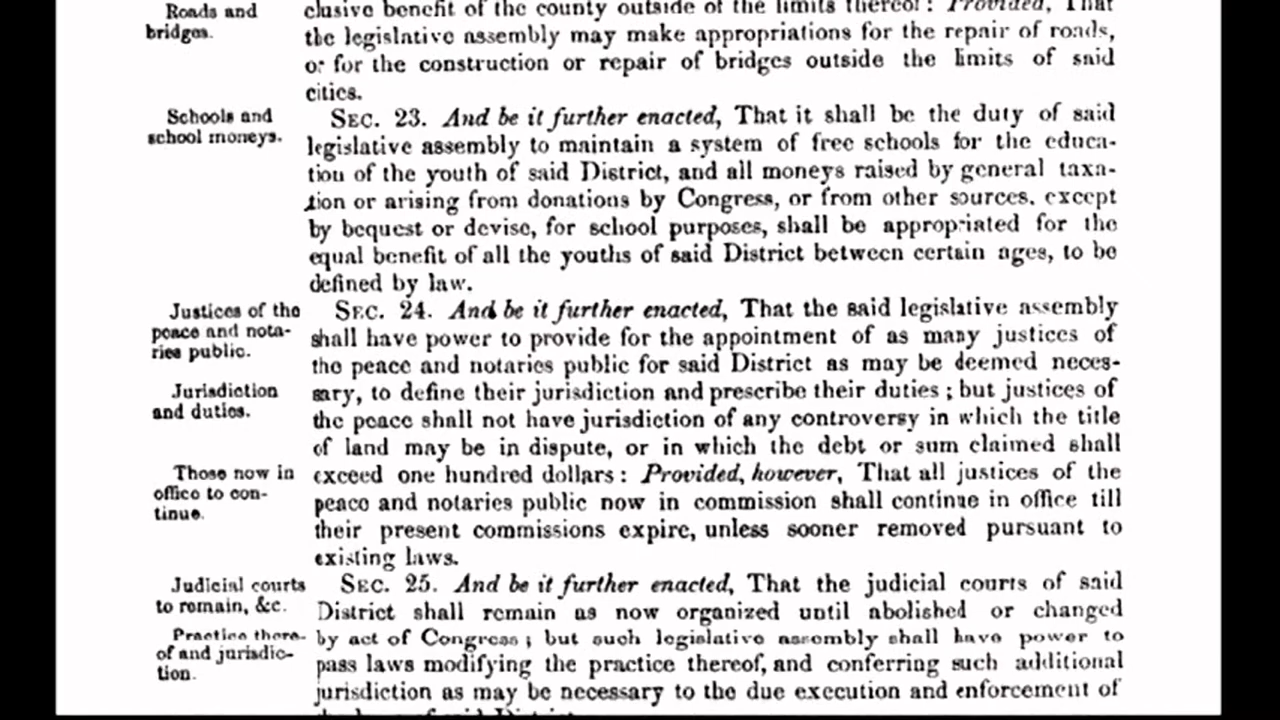 Roads and
bridges.
clusive benefit of the county outside of the limits thereof: Provided, That
the legislative assembly may make appropriations for the repair of roads,
or for the construction or repair of bridges outside the limits of said
cities.
Schools and
school moneys.
SEC. 23. And be it further enacted, That it shall be the duty of said
legislative assembly to maintain a system of free schools for the educa-
tion of the youth of said District, and all moneys raised by general taxa-
tion or arising from donations by Congress, or from other sources, except
by bequest or devise, for school purposes, shall be appropriated for the
equal benefit of all the youths of said District between certain ages, to be
defined by law.
Justices of the
peace and nota-
ries public.
SEC. 24. And be it further enacted, That the said legislative assembly
shall have power to provide for the appointment of as many justices of
the peace and notaries public for said District as may be deemed neces-
Jurisdiction
and duties.
sary, to define their jurisdiction and prescribe their duties; but justices of
the peace shall not have jurisdiction of any controversy in which the title
of land may be in dispute, or in which the debt or sum claimed shall
Those now in
office to con-
tinue.
exceed one hundred dollars: Provided, however, That all justices of the
peace and notaries public now in commission shall continue in office till
their present commissions expire, unless sooner removed pursuant to
existing laws.
Judicial courts
to remain, &c.
SEC. 25. And be it further enacted, That the judicial courts of said
District shall remain as now organized until abolished or changed
Practice there-
of and jurisdic-
tion.
by act of Congress; but such legislative assembly shall have power to
pass laws modifying the practice thereof, and conferring such additional
jurisdiction as may be necessary to the due execution and enforcement of